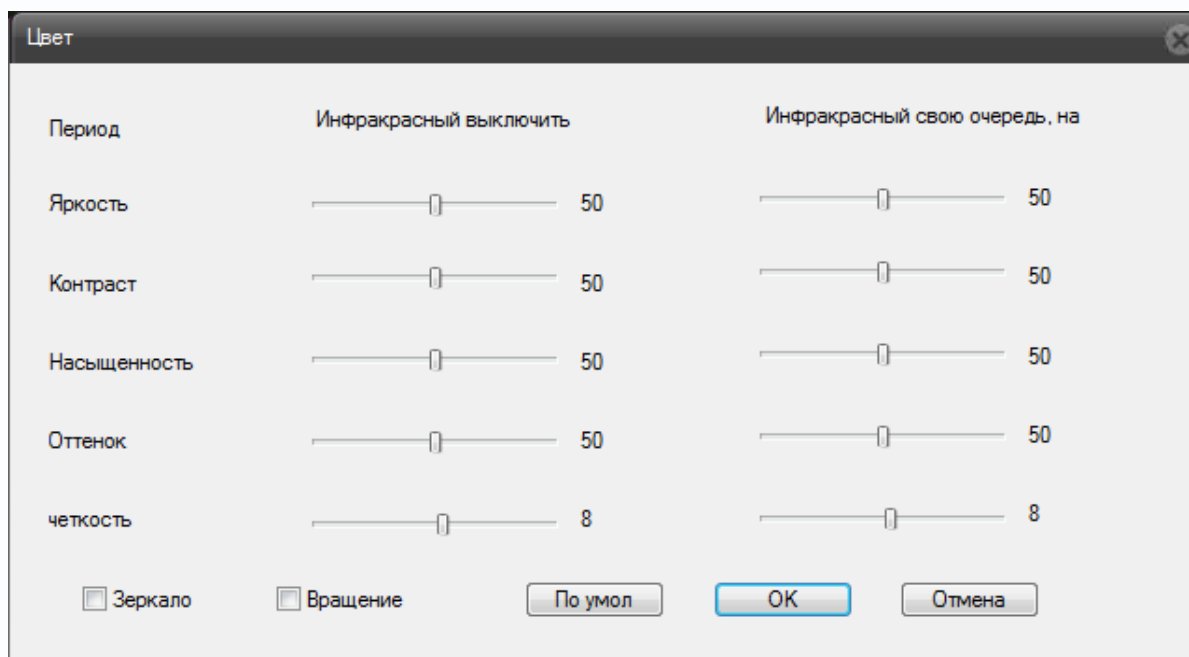 Цвет
Период Инфракрасный выключить Инфракрасный свою очередь, на
Яркость 50 50
Контраст 50 50
Насыщенность 50 50
Оттенок 50 50
четкость 8 8
Зеркало Вращение По умол OK Отмена